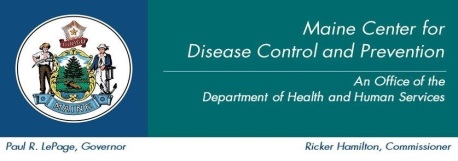 Maine Center for
Disease Control and Prevention
An Office of the
Department of Health and Human Services
MAINE
Paul R. LePage, Governor
Ricker Hamilton, Commissioner